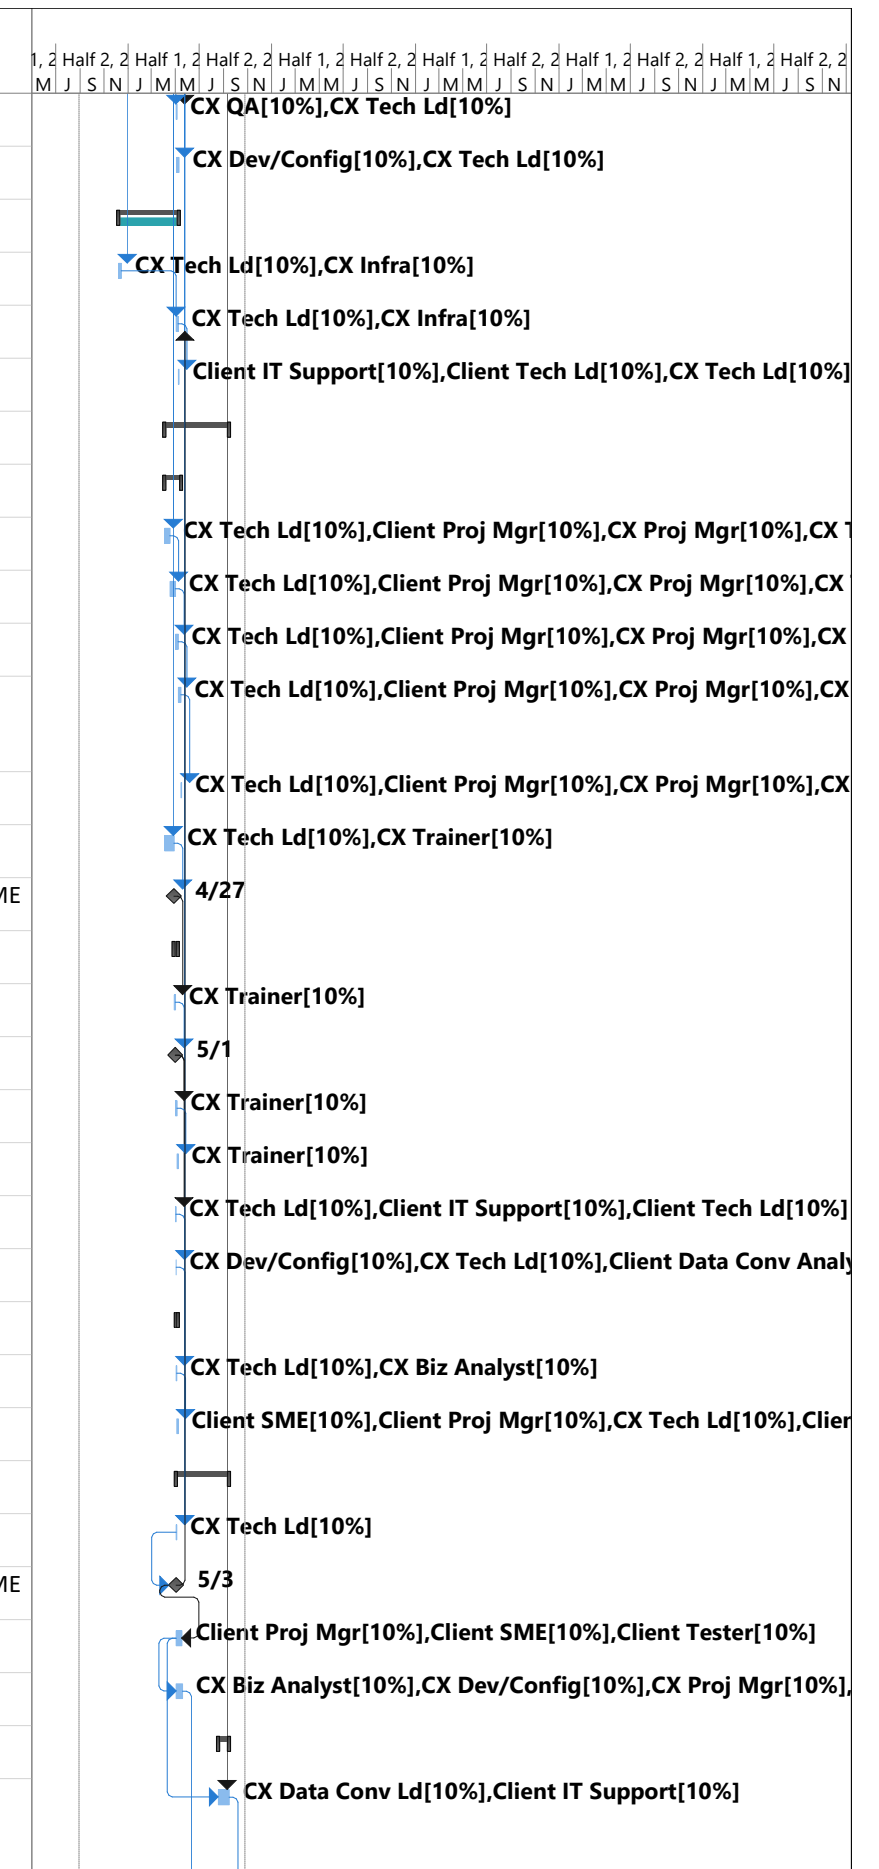 1, 2 Half 2, 2 Half 1, 2 Half 2, 2 Half 1, 2 Half 2, 2 Half 1, 2 Half 2, 2 Half 1, 2 Half 2, 2 Half 1, 2 Half 2, 2
M J S N J M M J S N J M M J S N J M M J S N J M M J S N J M M J S N
CX QA[10%],CX Tech Ld[10%]
CX Dev/Config[10%],CX Tech Ld[10%]
CX Tech Ld[10%],CX Infra[10%]
CX Tech Ld[10%],CX Infra[10%]
Client IT Support[10%],Client Tech Ld[10%],CX Tech Ld[10%]
CX Tech Ld[10%],Client Proj Mgr[10%],CX Proj Mgr[10%],CX T
CX Tech Ld[10%],Client Proj Mgr[10%],CX Proj Mgr[10%],CX
CX Tech Ld[10%],Client Proj Mgr[10%],CX Proj Mgr[10%],CX
CX Tech Ld[10%],Client Proj Mgr[10%],CX Proj Mgr[10%],CX
CX Tech Ld[10%],Client Proj Mgr[10%],CX Proj Mgr[10%],CX
CX Tech Ld[10%],CX Trainer[10%]
ME 4/27
CX Trainer[10%]
5/1
CX Trainer[10%]
CX Trainer[10%]
CX Tech Ld[10%],Client IT Support[10%],Client Tech Ld[10%]
CX Dev/Config[10%],CX Tech Ld[10%],Client Data Conv Analy
CX Tech Ld[10%],CX Biz Analyst[10%]
Client SME[10%],Client Proj Mgr[10%],CX Tech Ld[10%],Clier
CX Tech Ld[10%]
ME 5/3
Client Proj Mgr[10%],Client SME[10%],Client Tester[10%]
CX Biz Analyst[10%],CX Dev/Config[10%],CX Proj Mgr[10%],
CX Data Conv Ld[10%],Client IT Support[10%]